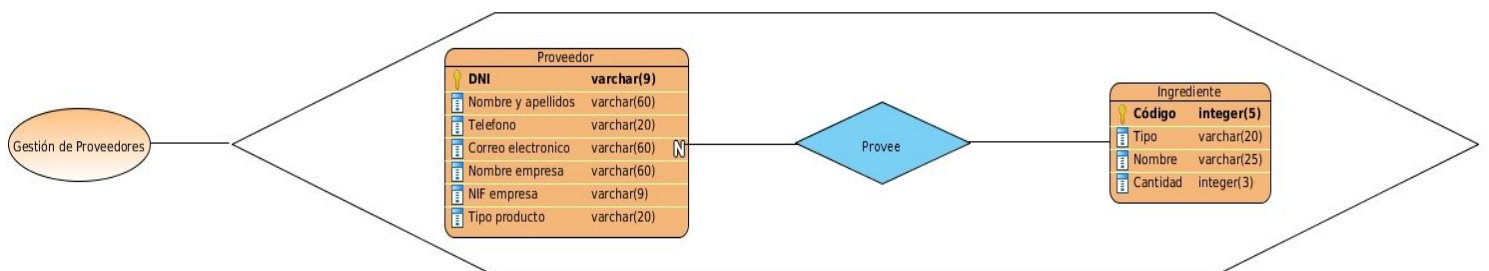 Gestión de Proveedores
Proveedor
DNI varchar(9)
Nombre y apellidos varchar(60)
Telefono varchar(20)
Correo electronico varchar(60)
Nombre empresa varchar(60)
NIF empresa varchar(9)
Tipo producto varchar(20)
Provee
Ingrediente
Código integer(5)
Tipo varchar(20)
Nombre varchar(25)
Cantidad integer(3)